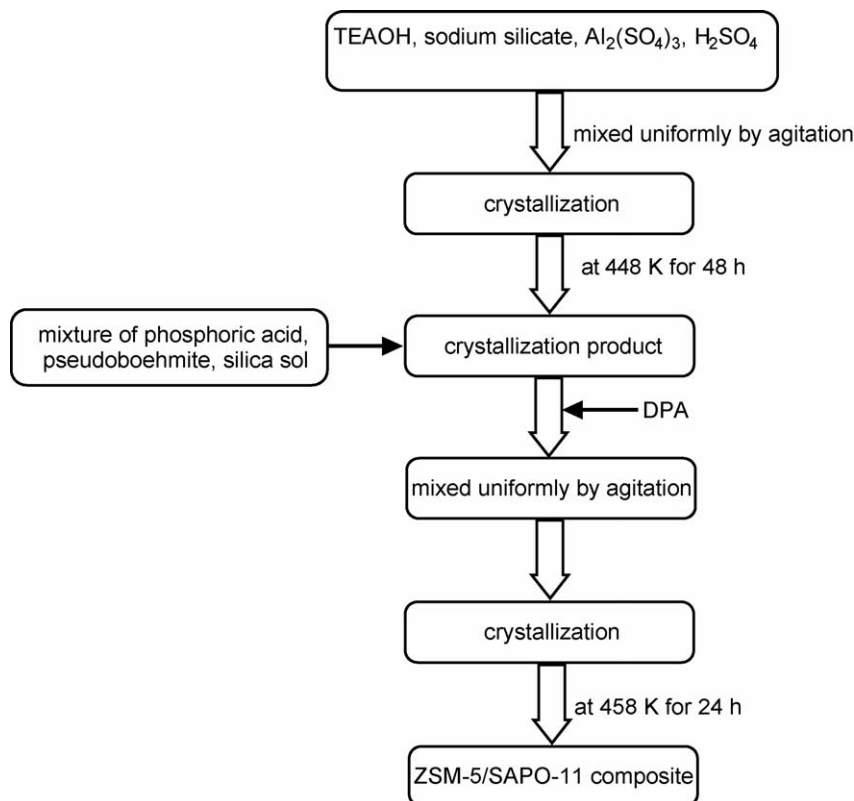 TEAOH, sodium silicate, Al₂(SO₄)₃, H₂SO₄
mixed uniformly by agitation
crystallization
at 448 K for 48 h
mixture of phosphoric acid,
pseudoboehmite, silica sol
crystallization product
DPA
mixed uniformly by agitation
crystallization
at 458 K for 24 h
ZSM-5/SAPO-11 composite